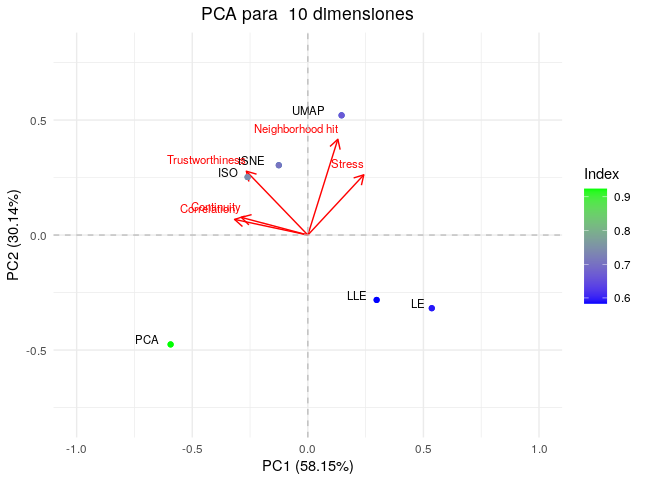 PCA para  10 dimensiones
UMAP
Neighborhood hit
Trustworthiness
tSNE
Stress
ISO
Continuity
Correlation
LLE
LE
PCA
0.5
0.0
-0.5
-1.0
-0.5
0.0
0.5
1.0
PC1 (58.15%)
PC2 (30.14%)
Index
0.9
0.8
0.7
0.6